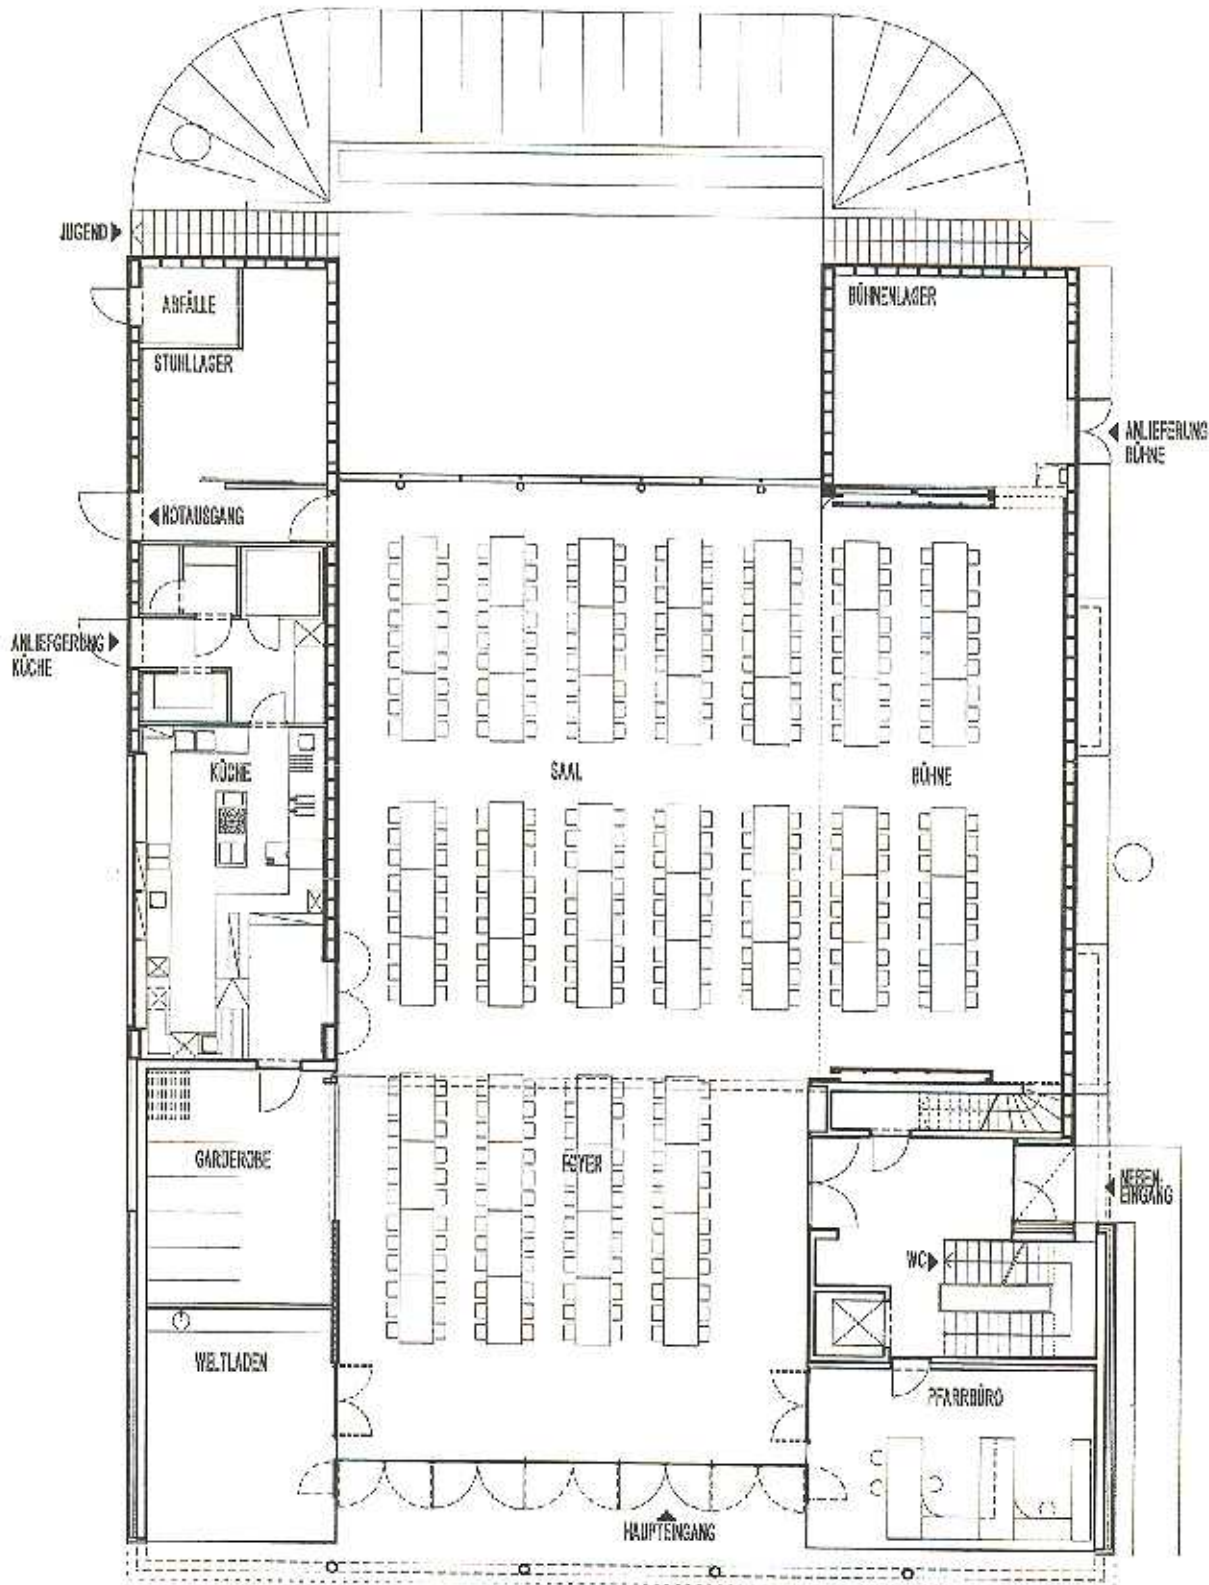 JUGEND
ABFÄLLE
STUHLLAGER
BÜHNENLAGER
ANLIEFERUNG
BÜHNE
NOTAUSGANG
ANLIEFGERUNG
KÜCHE
KÜCHE
SAAL
BÜHNE
GARDEROBE
FOYER
NEBEN
EINGANG
WC
WELTLADEN
PFARRBÜRO
HAUPTEINGANG